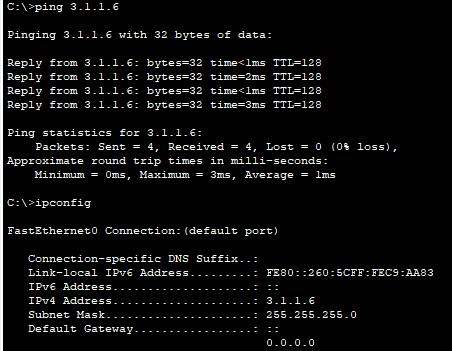 C:\>ping 3.1.1.6
Pinging 3.1.1.6 with 32 bytes of data:
Reply from 3.1.1.6: bytes=32 time<1ms TTL=128
Reply from 3.1.1.6: bytes=32 time=2ms TTL=128
Reply from 3.1.1.6: bytes=32 time<1ms TTL=128
Reply from 3.1.1.6: bytes=32 time=3ms TTL=128
Ping statistics for 3.1.1.6:
    Packets: Sent = 4, Received = 4, Lost = 0 (0% loss),
Approximate round trip times in milli-seconds:
    Minimum = 0ms, Maximum = 3ms, Average = 1ms
C:\>ipconfig
FastEthernet0 Connection:(default port)
   Connection-specific DNS Suffix..:
   Link-local IPv6 Address.........: FE80::260:5CFF:FEC9:AA83
   IPv6 Address....................: ::
   IPv4 Address....................: 3.1.1.6
   Subnet Mask.....................: 255.255.255.0
   Default Gateway.................: ::
                                     0.0.0.0